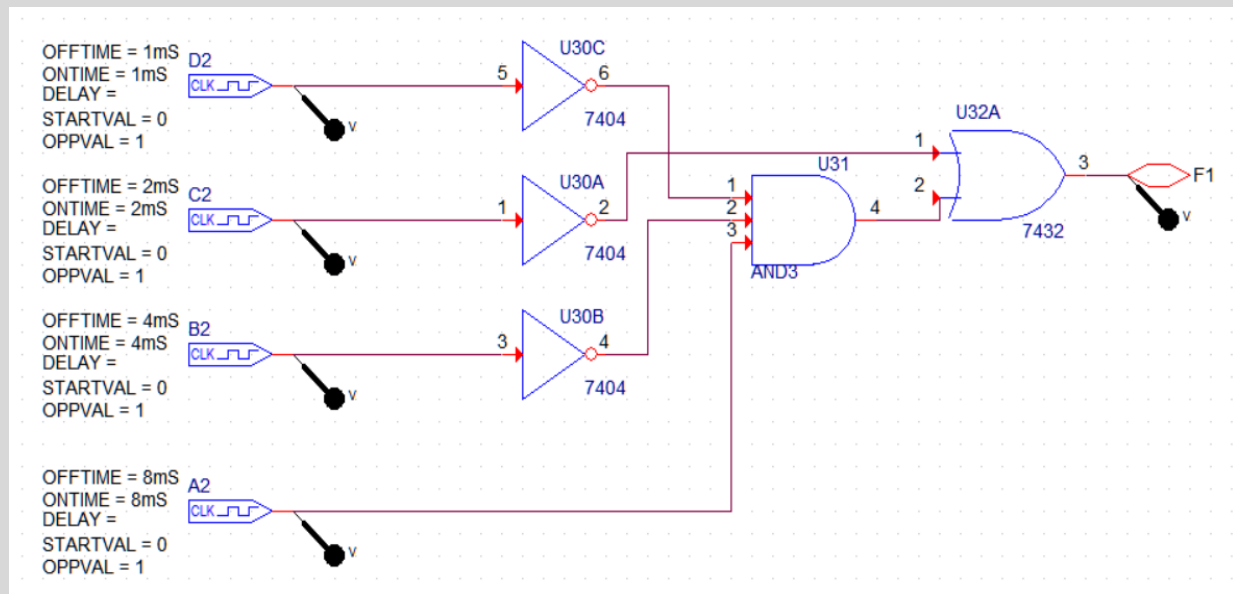 OFFTIME = 1mS
ONTIME = 1mS
DELAY =
STARTVAL = 0
OPPVAL = 1
D2
CLK
V
5
U30C
6
7404
OFFTIME = 2mS
ONTIME = 2mS
DELAY =
STARTVAL = 0
OPPVAL = 1
C2
CLK
V
1
U30A
2
7404
OFFTIME = 4mS
ONTIME = 4mS
DELAY =
STARTVAL = 0
OPPVAL = 1
B2
CLK
V
3
U30B
4
7404
OFFTIME = 8mS
ONTIME = 8mS
DELAY =
STARTVAL = 0
OPPVAL = 1
A2
CLK
V
U31
1
2
3
4
AND3
U32A
1
2
3
7432
F1
V